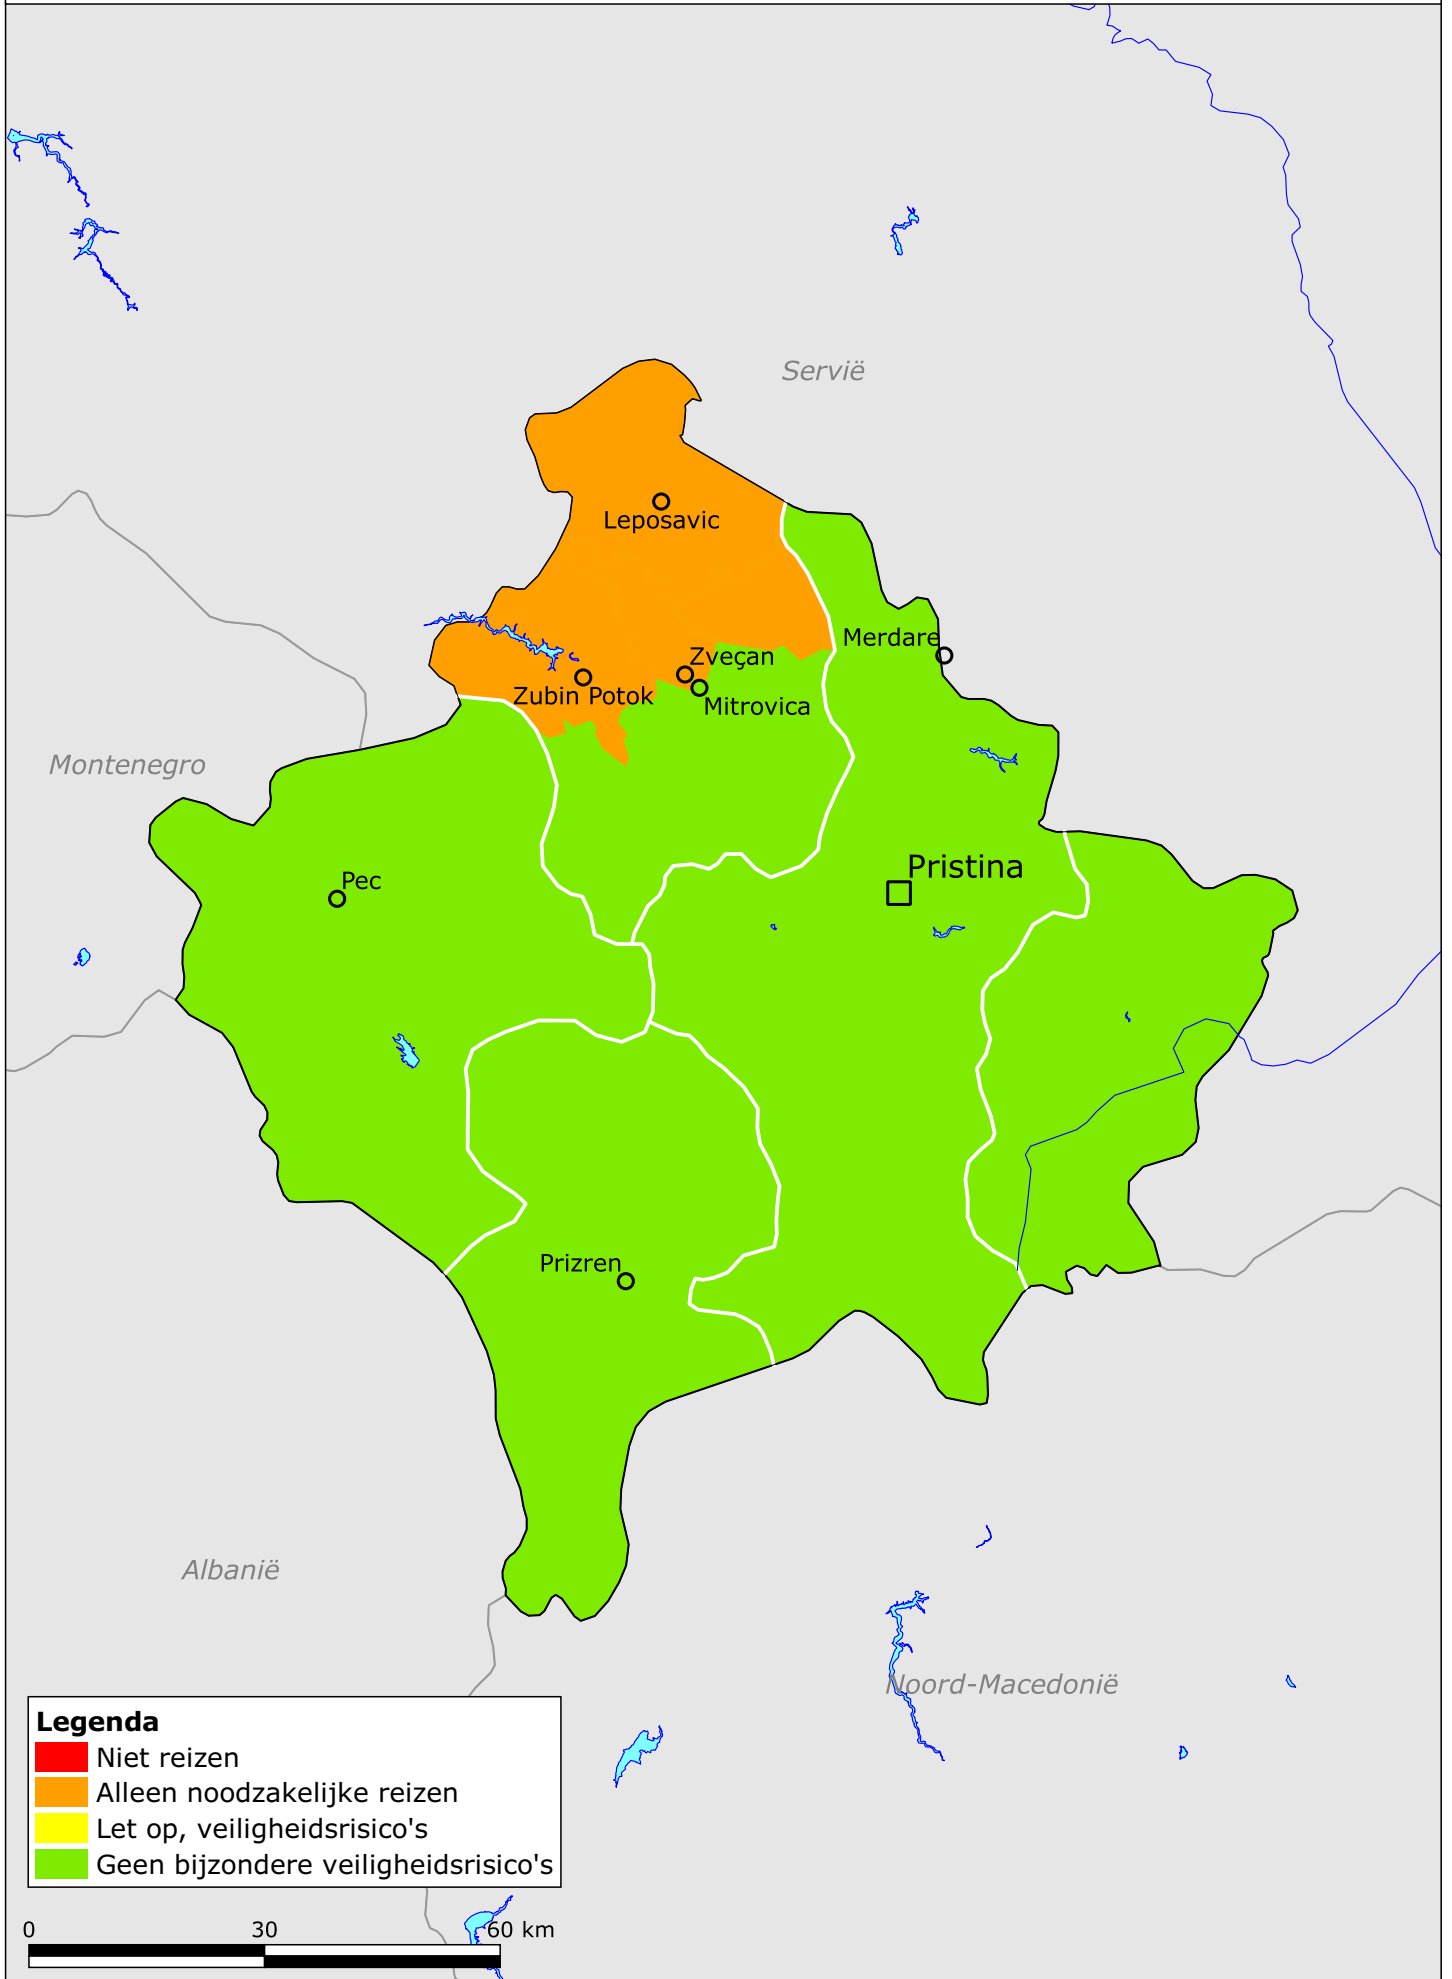 Servië
Leposavic
Merdare
Zveçan
Zubin Potok
Mitrovica
Montenegro
Pristina
Pec
Prizren
Albanië
Noord-Macedonië
Legenda
Niet reizen
Alleen noodzakelijke reizen
Let op, veiligheidsrisico's
Geen bijzondere veiligheidsrisico's
0 30 60 km